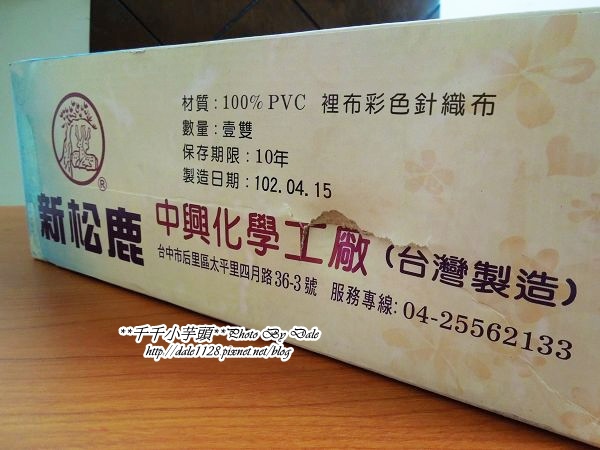 材質：100% PVC 裡布彩色針織布
數量：壹雙
保存期限：10年
製造日期：102.04.15
®
新松鹿 中興化學工廠（台灣製造）
台中市后里區太平里四月路36-3號 服務專線: 04-25562133
**千千小芋頭**Photo By Dale
http://dale1128.pixnet.net/blog